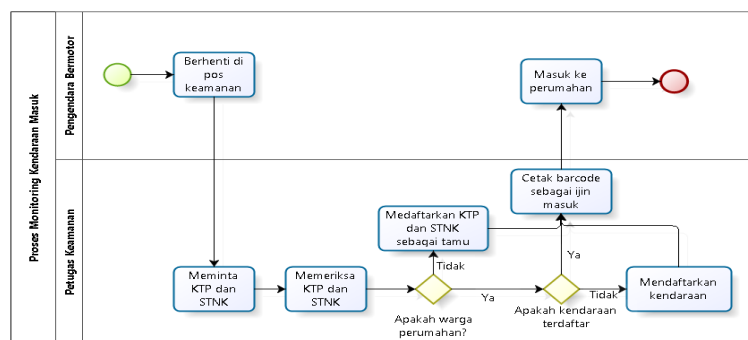 Proses Monitoring Kendaraan Masuk
Pengendara Bermotor
Berhenti di
pos
keamanan
Masuk ke
perumahan
Petugas Keamanan
Cetak barcode
sebagai ijin
masuk
Medaftarkan KTP
dan STNK
sebagai tamu
Tidak
Ya
Meminta
KTP dan
STNK
Memeriksa
KTP dan
STNK
Ya
Tidak
Mendaftarkan
kendaraan
Apakah warga
perumahan?
Apakah kendaraan
terdaftar